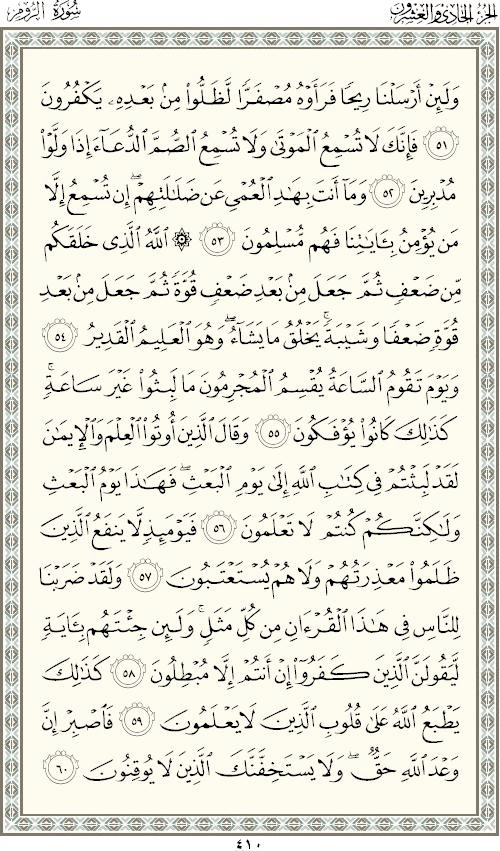 الجزء الحادي والعشرون
سُورَةُ الرُّومِ
وَلَئِنْ أَرْسَلْنَا رِيحًا فَرَأَوْهُ مُصْفَرًّا لَّظَلُّوا۟ مِنۢ بَعْدِهِۦ يَكْفُرُونَ
٥١ فَإِنَّكَ لَا تُسْمِعُ ٱلْمَوْتَىٰ وَلَا تُسْمِعُ ٱلصُّمَّ ٱلدُّعَآءَ إِذَا وَلَّوْا۟
مُدْبِرِينَ ٥٢ وَمَآ أَنتَ بِهَٰدِ ٱلْعُمْىِ عَن ضَلَٰلَتِهِمْ ۖ إِن تُسْمِعُ إِلَّا
مَن يُؤْمِنُ بِـَٔايَٰتِنَا فَهُم مُّسْلِمُونَ ٥٣ ۞ ٱللَّهُ ٱلَّذِى خَلَقَكُم
مِّن ضَعْفٍ ثُمَّ جَعَلَ مِنۢ بَعْدِ ضَعْفٍ قُوَّةً ثُمَّ جَعَلَ مِنۢ بَعْدِ
قُوَّةٍ ضَعْفًا وَشَيْبَةً ۚ يَخْلُقُ مَا يَشَآءُ ۖ وَهُوَ ٱلْعَلِيمُ ٱلْقَدِيرُ ٥٤
وَيَوْمَ تَقُومُ ٱلسَّاعَةُ يُقْسِمُ ٱلْمُجْرِمُونَ مَا لَبِثُوا۟ غَيْرَ سَاعَةٍ ۚ
كَذَٰلِكَ كَانُوا۟ يُؤْفَكُونَ ٥٥ وَقَالَ ٱلَّذِينَ أُوتُوا۟ ٱلْعِلْمَ وَٱلْإِيمَٰنَ
لَقَدْ لَبِثْتُمْ فِى كِتَٰبِ ٱللَّهِ إِلَىٰ يَوْمِ ٱلْبَعْثِ ۖ فَهَٰذَا يَوْمُ ٱلْبَعْثِ
وَلَٰكِنَّكُمْ كُنتُمْ لَا تَعْلَمُونَ ٥٦ فَيَوْمَئِذٍ لَّا يَنفَعُ ٱلَّذِينَ
ظَلَمُوا۟ مَعْذِرَتُهُمْ وَلَا هُمْ يُسْتَعْتَبُونَ ٥٧ وَلَقَدْ ضَرَبْنَا
لِلنَّاسِ فِى هَٰذَا ٱلْقُرْءَانِ مِن كُلِّ مَثَلٍ ۚ وَلَئِن جِئْتَهُم بِـَٔايَةٍ
لَّيَقُولَنَّ ٱلَّذِينَ كَفَرُوٓا۟ إِنْ أَنتُمْ إِلَّا مُبْطِلُونَ ٥٨ كَذَٰلِكَ
يَطْبَعُ ٱللَّهُ عَلَىٰ قُلُوبِ ٱلَّذِينَ لَا يَعْلَمُونَ ٥٩ فَٱصْبِرْ إِنَّ
وَعْدَ ٱللَّهِ حَقٌّ ۖ وَلَا يَسْتَخِفَّنَّكَ ٱلَّذِينَ لَا يُوقِنُونَ ٦٠
٤١٠